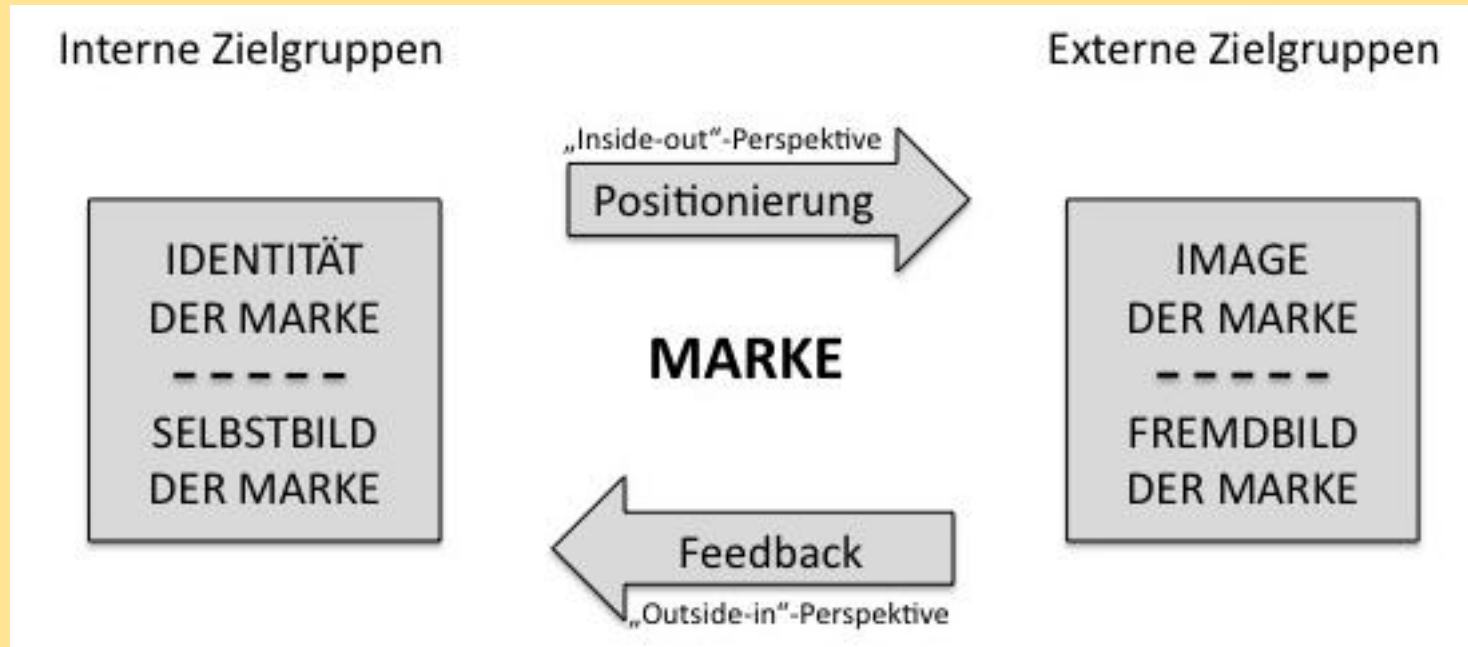 Interne Zielgruppen
Externe Zielgruppen
„Inside-out“-Perspektive
Positionierung
IDENTITÄT
DER MARKE
- - - - -
SELBSTBILD
DER MARKE
MARKE
IMAGE
DER MARKE
- - - - -
FREMDBILD
DER MARKE
Feedback
„Outside-in“-Perspektive